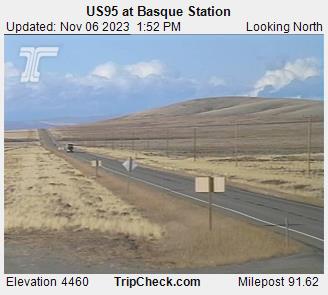 US95 at Basque Station
Updated: Nov 06 2023 1:52 PM Looking North
Elevation 4460 TripCheck.com Milepost 91.62